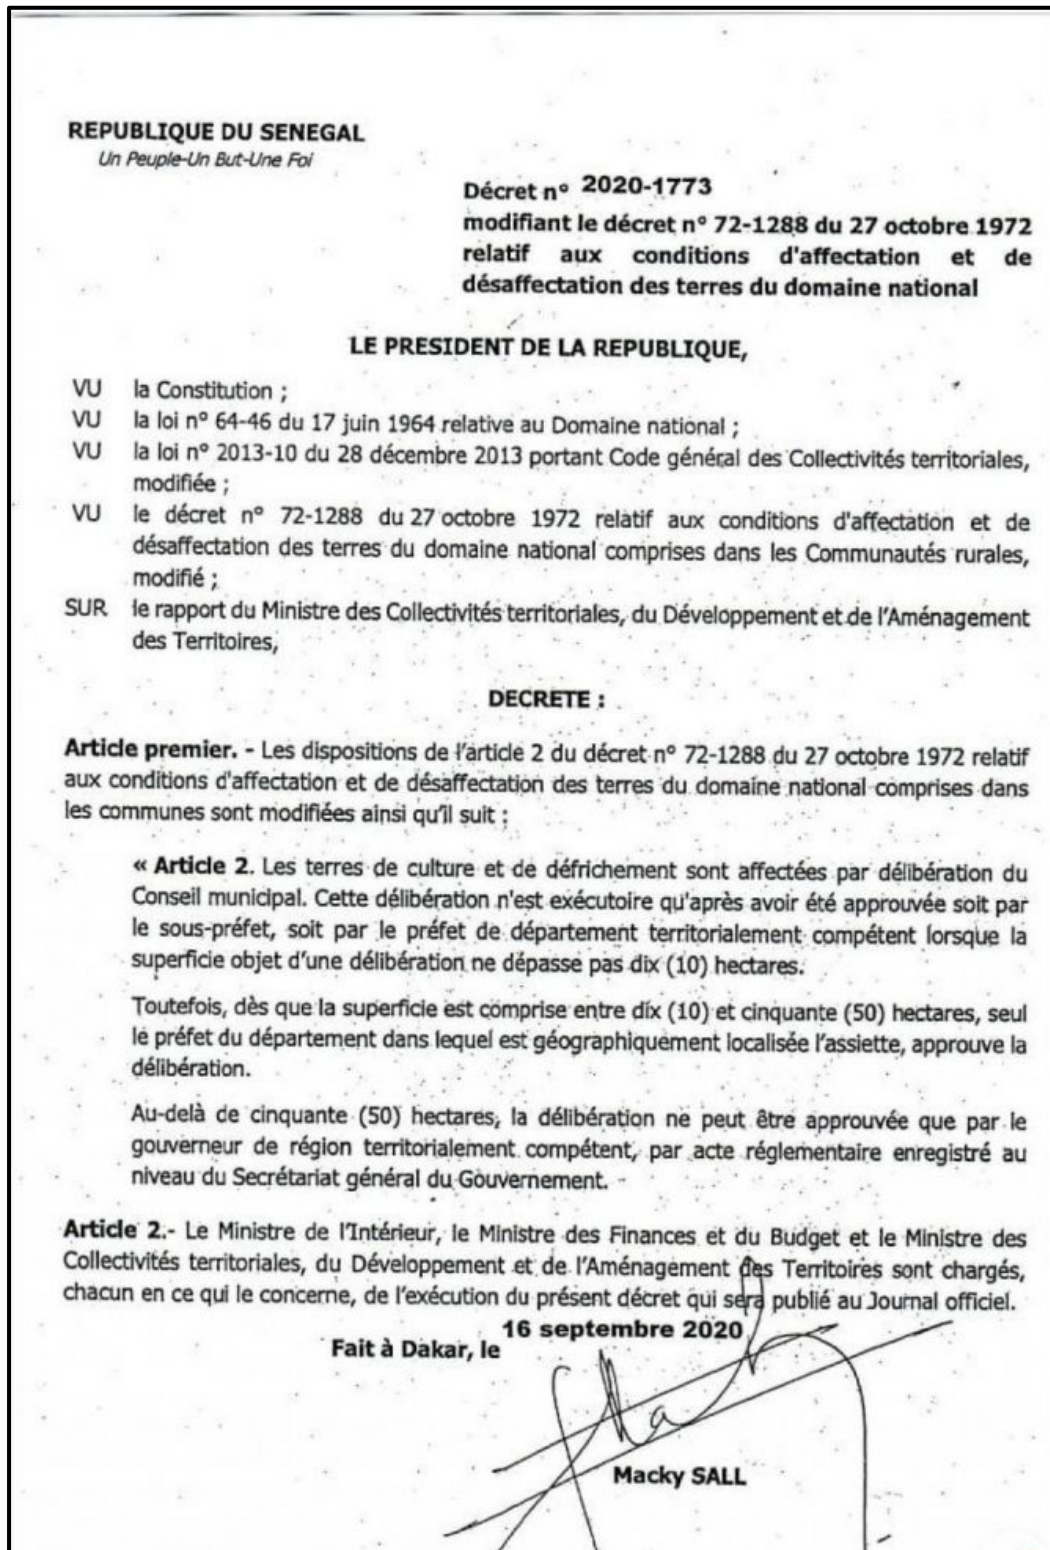 REPUBLIQUE DU SENEGAL
Un Peuple-Un But-Une Foi
Décret n° 2020-1773
modifiant le décret n° 72-1288 du 27 octobre 1972
relatif aux conditions d'affectation et de
désaffectation des terres du domaine national
LE PRESIDENT DE LA REPUBLIQUE,
VU la Constitution ;
VU la loi n° 64-46 du 17 juin 1964 relative au Domaine national ;
VU la loi n° 2013-10 du 28 décembre 2013 portant Code général des Collectivités territoriales,
modifiée ;
VU le décret n° 72-1288 du 27 octobre 1972 relatif aux conditions d'affectation et de
désaffectation des terres du domaine national comprises dans les Communautés rurales,
modifié ;
SUR le rapport du Ministre des Collectivités territoriales, du Développement et de l'Aménagement
des Territoires,
DECRETE :
Article premier. - Les dispositions de l'article 2 du décret n° 72-1288 du 27 octobre 1972 relatif
aux conditions d'affectation et de désaffectation des terres du domaine national comprises dans
les communes sont modifiées ainsi qu'il suit :
« Article 2. Les terres de culture et de défrichement sont affectées par délibération du
Conseil municipal. Cette délibération n'est exécutoire qu'après avoir été approuvée soit par
le sous-préfet, soit par le préfet de département territorialement compétent lorsque la
superficie objet d'une délibération ne dépasse pas dix (10) hectares.
Toutefois, dès que la superficie est comprise entre dix (10) et cinquante (50) hectares, seul
le préfet du département dans lequel est géographiquement localisée l'assiette, approuve la
délibération.
Au-delà de cinquante (50) hectares, la délibération ne peut être approuvée que par le
gouverneur de région territorialement compétent, par acte réglementaire enregistré au
niveau du Secrétariat général du Gouvernement.
Article 2.- Le Ministre de l'Intérieur, le Ministre des Finances et du Budget et le Ministre des
Collectivités territoriales, du Développement et de l'Aménagement des Territoires sont chargés,
chacun en ce qui le concerne, de l'exécution du présent décret qui sera publié au Journal officiel.
Fait à Dakar, le 16 septembre 2020
Macky SALL